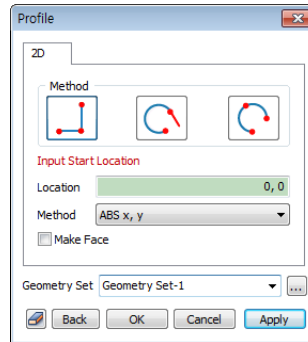 Profile
2D
Method
Input Start Location
Location 0, 0
Method ABS x, y
Make Face
Geometry Set Geometry Set-1 ...
Back OK Cancel Apply